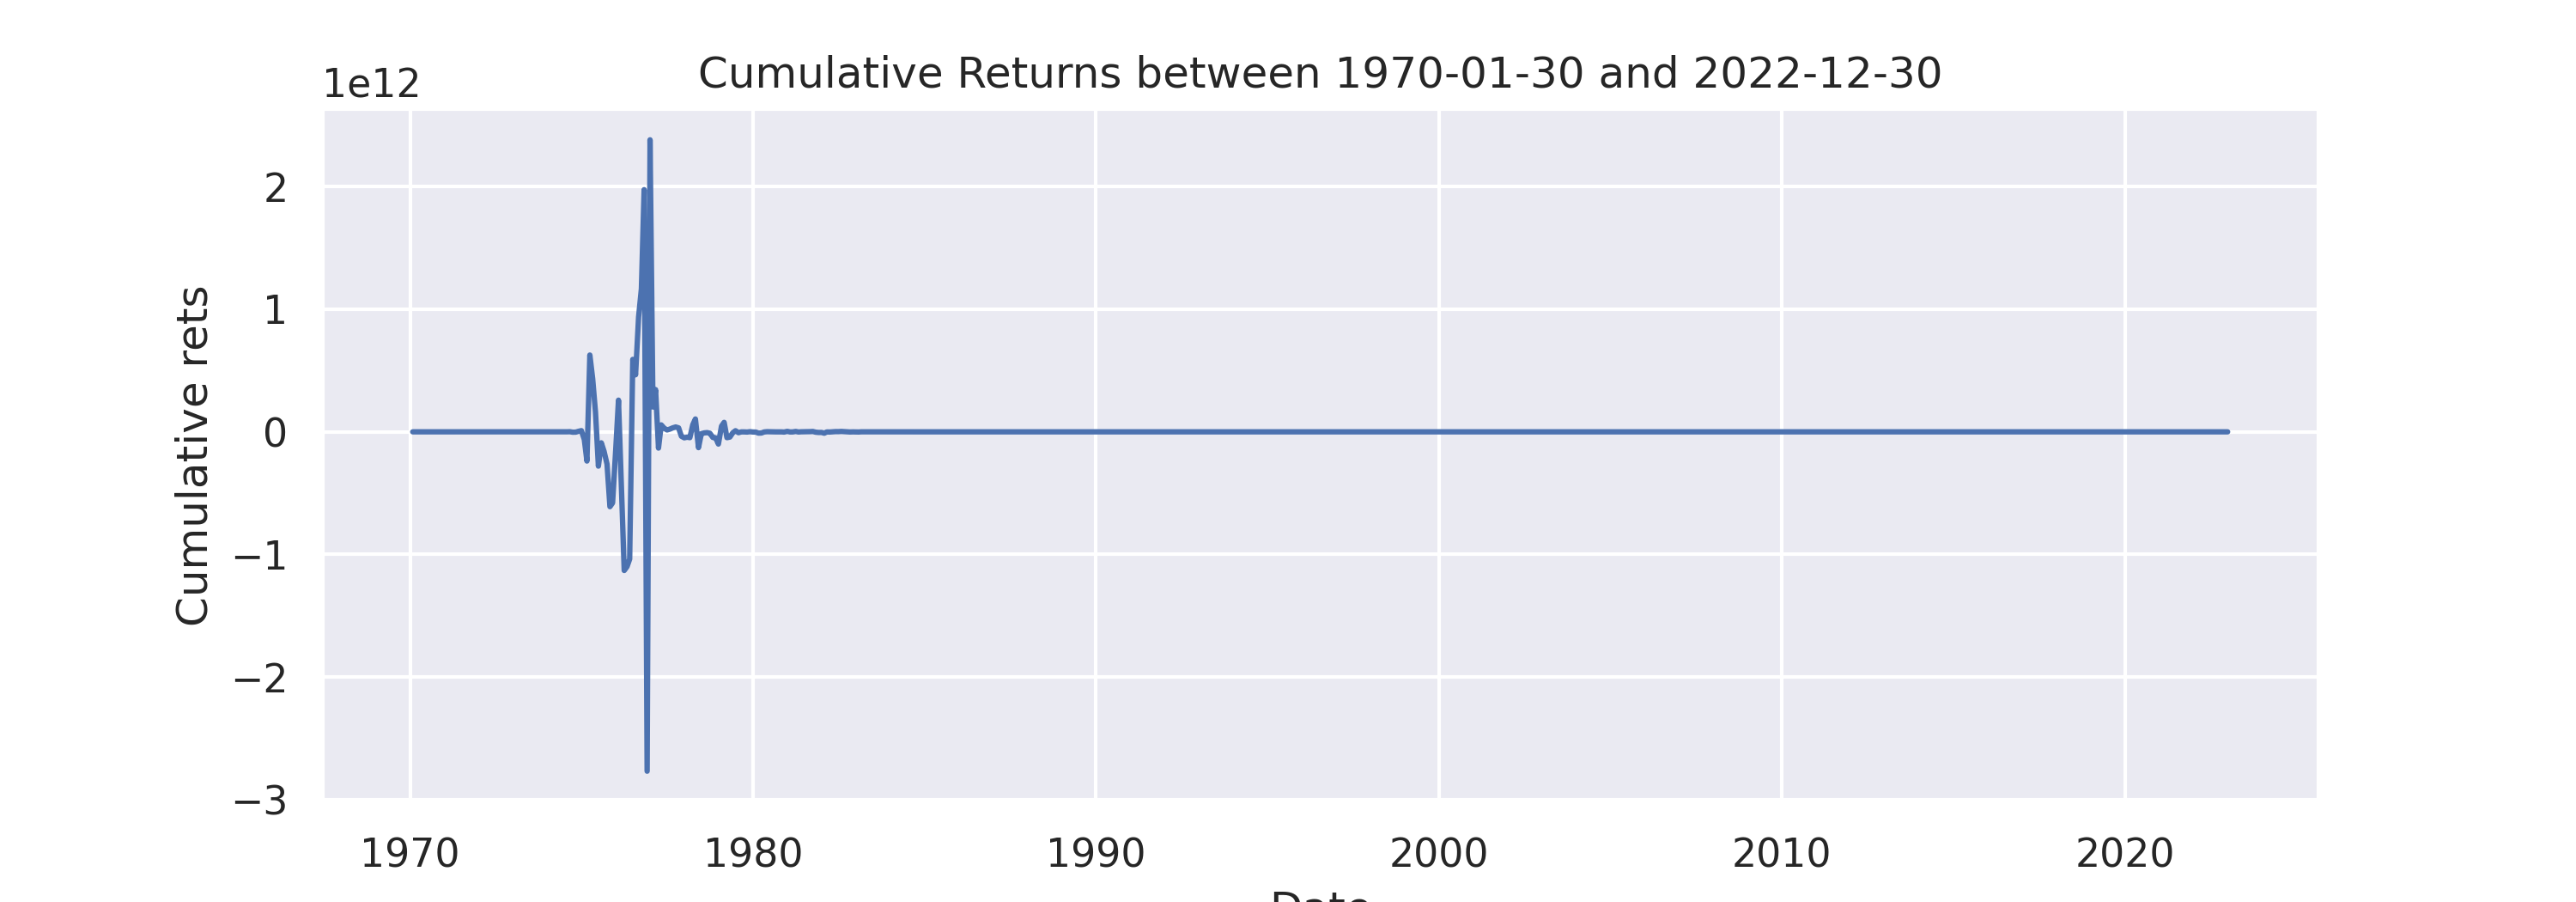 Cumulative Returns between 1970-01-30 and 2022-12-30
1e12
2
1
0
−1
−2
−3
Cumulative rets
1970 1980 1990 2000 2010 2020
Date